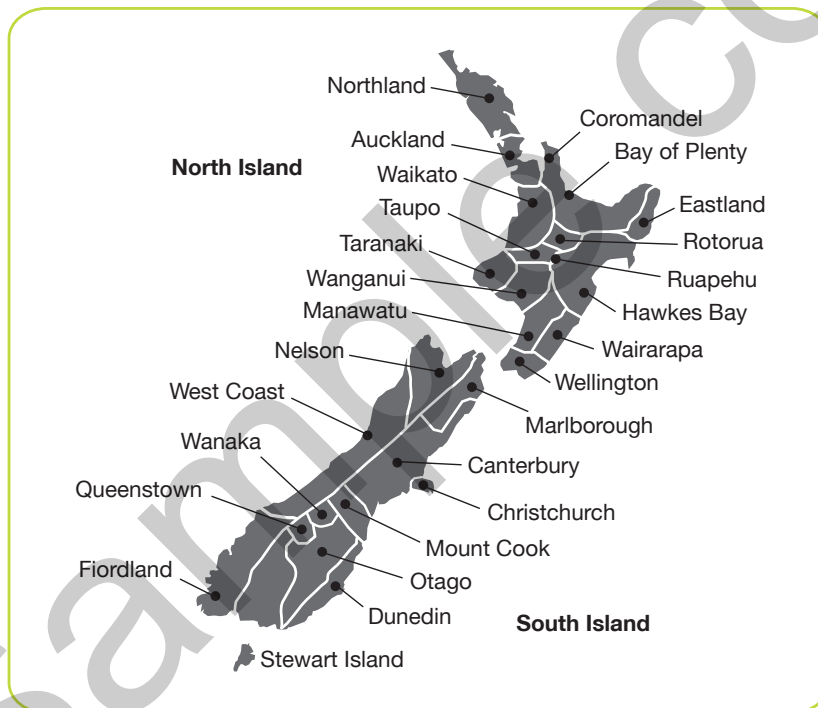 Northland
Coromandel
Auckland
Bay of Plenty
North Island
Waikato
Eastland
Taupo
Rotorua
Taranaki
Ruapehu
Wanganui
Hawkes Bay
Manawatu
Wairarapa
Nelson
Wellington
West Coast
Marlborough
Wanaka
Canterbury
Queenstown
Christchurch
Mount Cook
Fiordland
Otago
Dunedin
South Island
Stewart Island